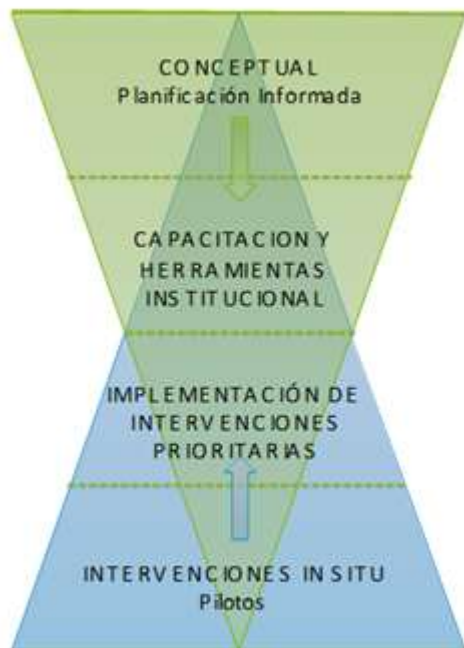 CONCEPTUAL
Planificación Informada
CAPACITACION Y
HERRAMIENTAS
INSTITUCIONAL
IMPLEMENTACIÓN DE
INTERVENCIONES
PRIORITARIAS
INTERVENCIONES IN SITU
Pilotos